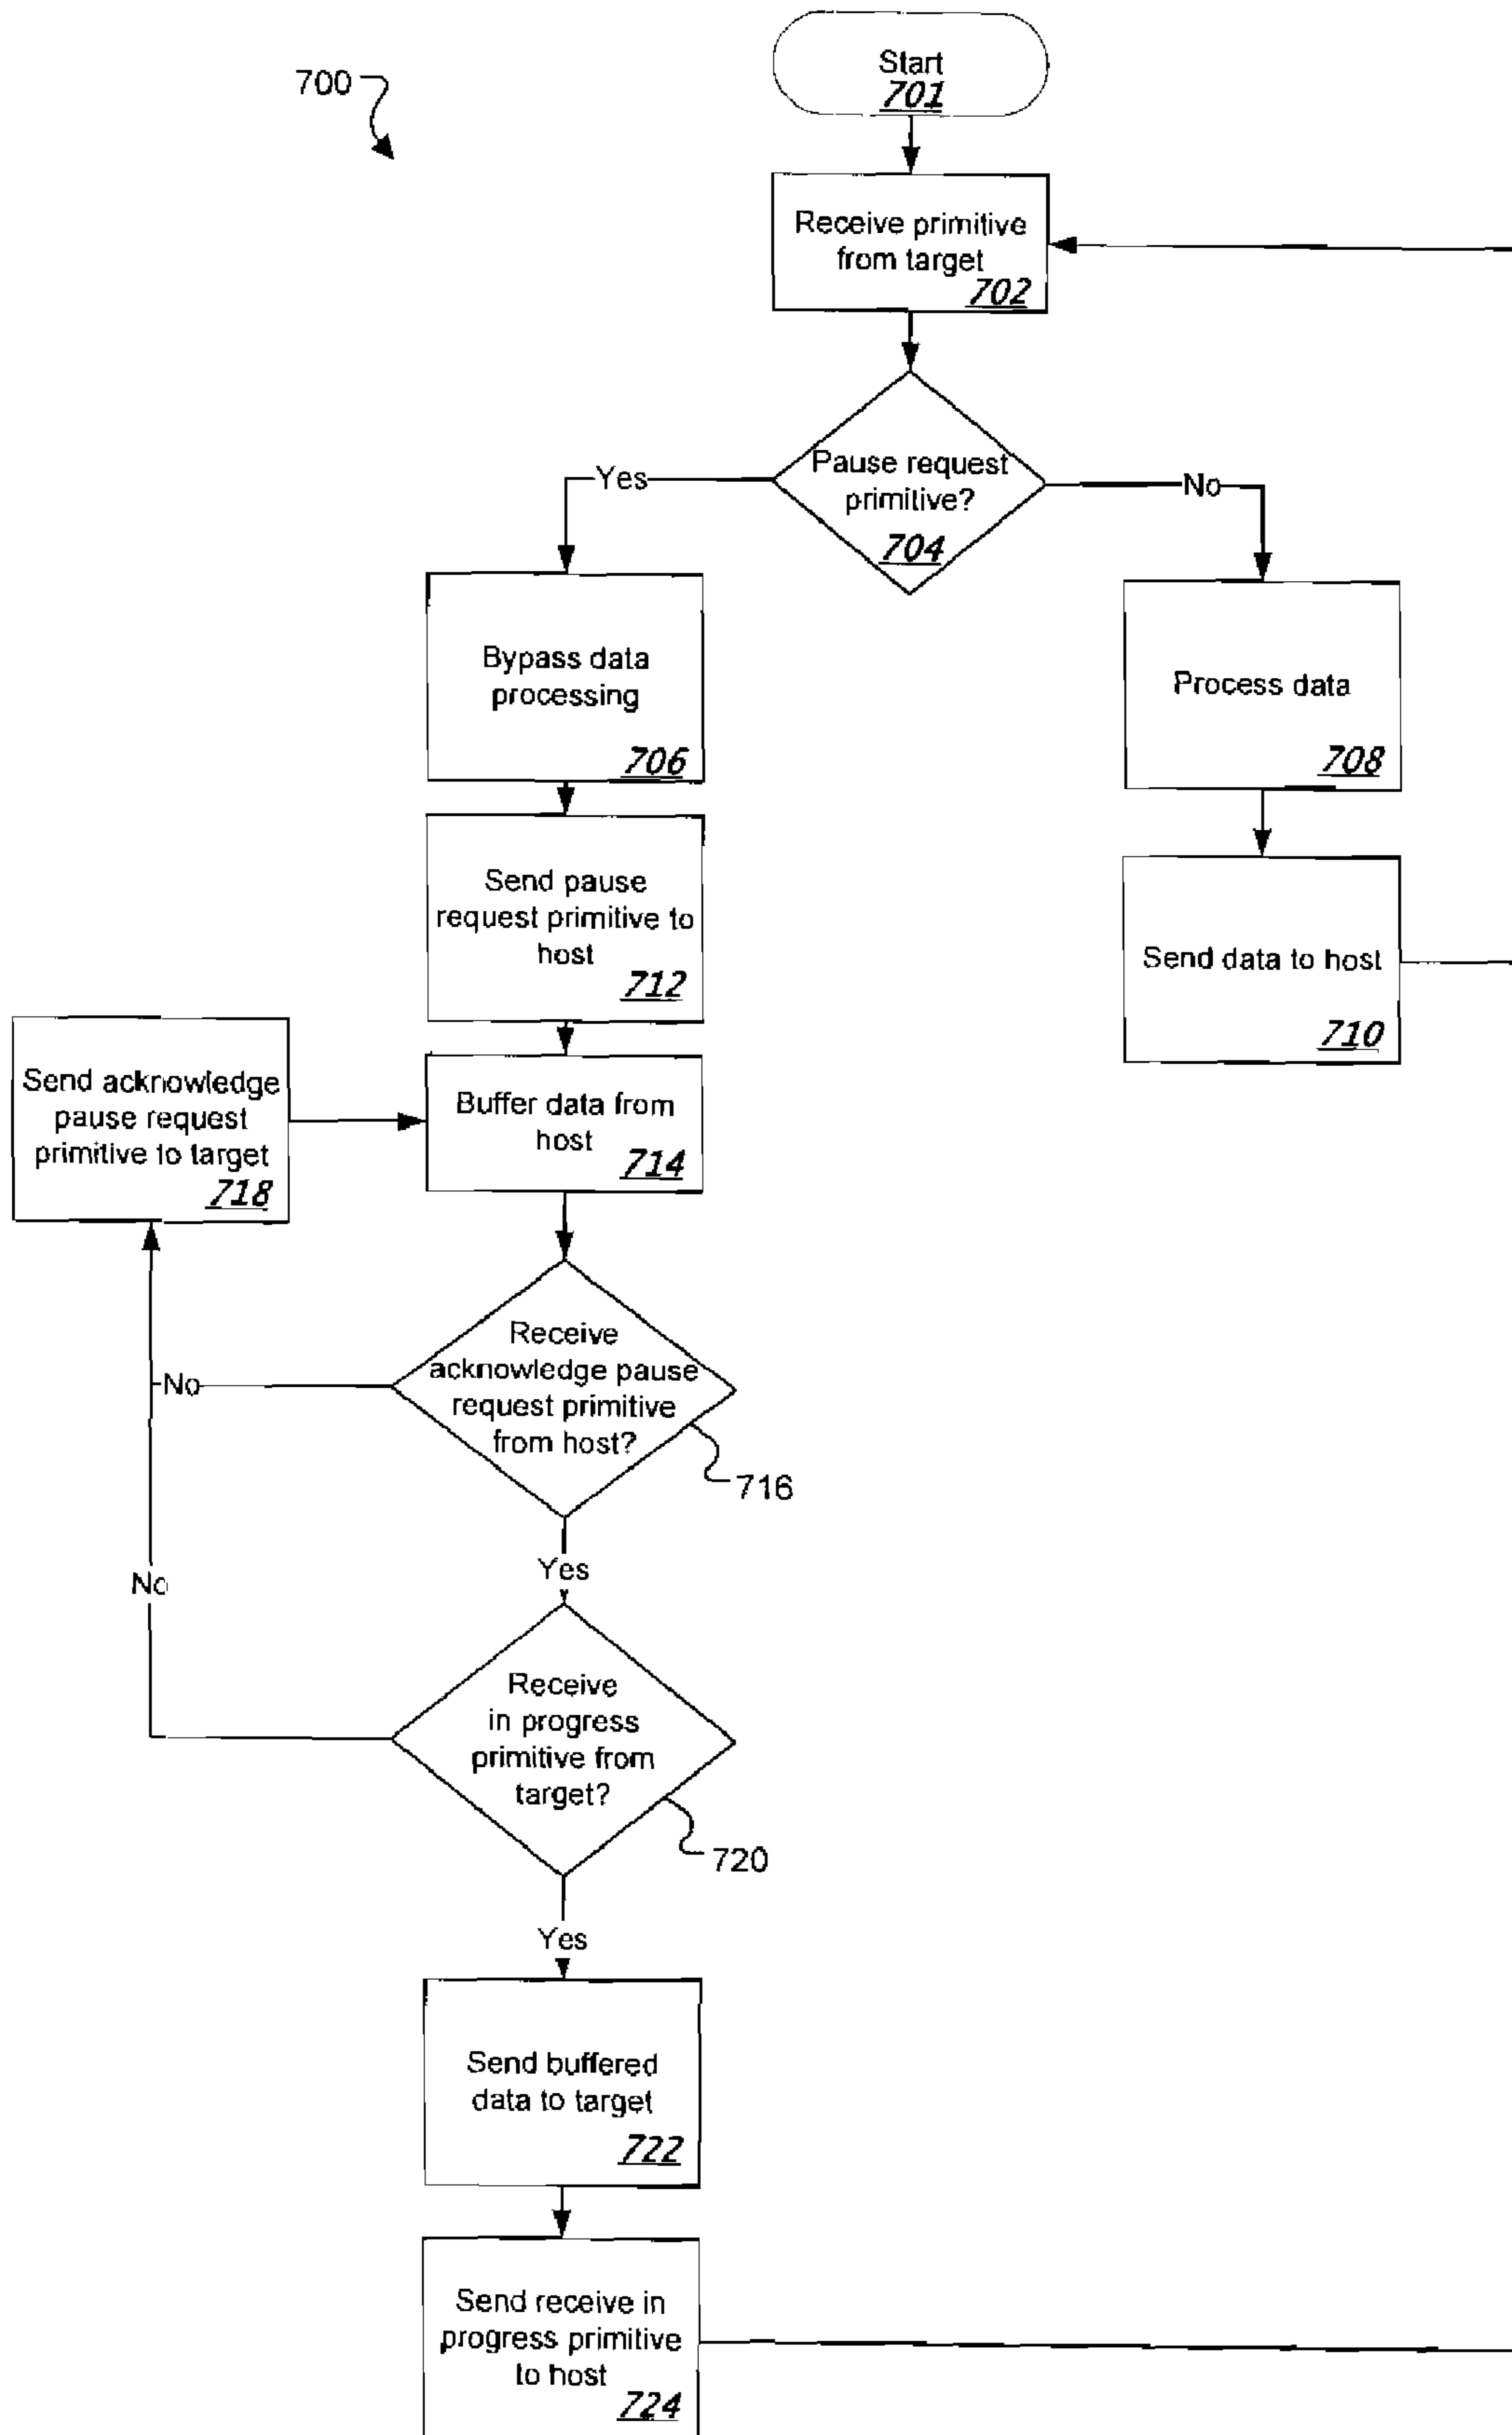 700
Start
701
Receive primitive
from target
702
Pause request
primitive?
704
Yes
No
Bypass data
processing
706
Process data
708
Send pause
request primitive to
host
712
Send data to host
710
Send acknowledge
pause request
primitive to target
718
Buffer data from
host
714
Receive
acknowledge pause
request primitive
from host?
716
No
Yes
No
Receive
in progress
primitive from
target?
720
Yes
Send buffered
data to target
722
Send receive in
progress primitive
to host
724